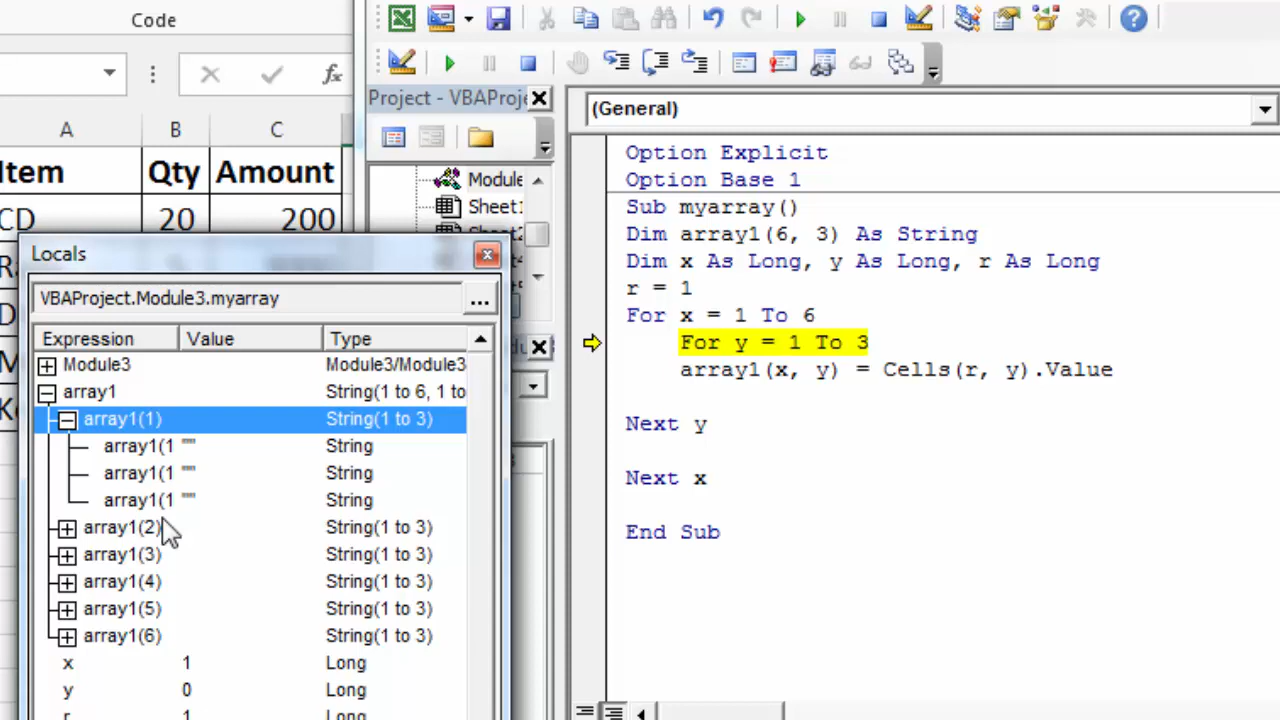 Code
A B C
Item Qty Amount
CD 20 200
Locals
VBAProject.Module3.myarray
...
Expression Value Type
Module3 Module3/Module3
array1 String(1 to 6, 1 to
array1(1) String(1 to 3)
array1(1 "" String
array1(1 "" String
array1(1 "" String
array1(2) String(1 to 3)
array1(3) String(1 to 3)
array1(4) String(1 to 3)
array1(5) String(1 to 3)
array1(6) String(1 to 3)
x 1 Long
y 0 Long
r 1 Long
Project - VBAProje
Module
Sheet1
(General)
Option Explicit
Option Base 1
Sub myarray()
Dim array1(6, 3) As String
Dim x As Long, y As Long, r As Long
r = 1
For x = 1 To 6
For y = 1 To 3
array1(x, y) = Cells(r, y).Value
Next y
Next x
End Sub